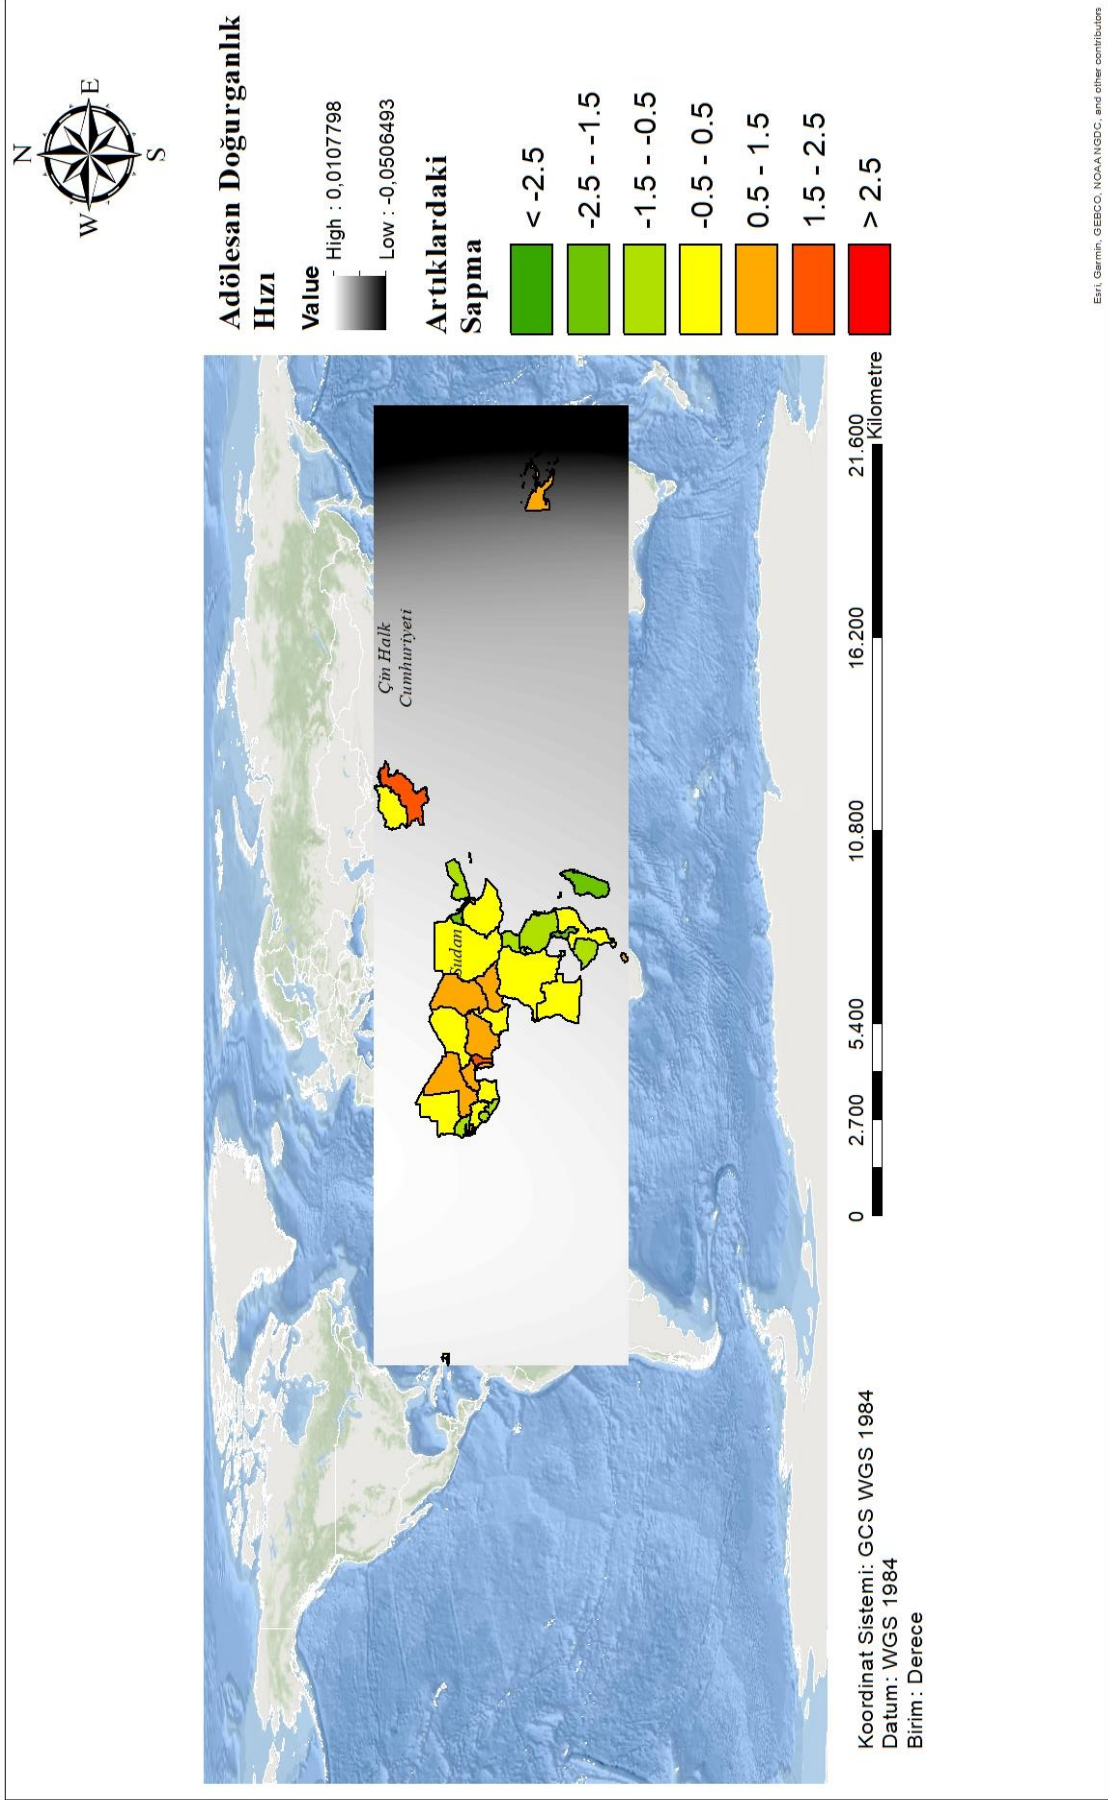 N
W
E
S
Adölesan Doğurganlık
Hızı
Value
High : 0,0107798
Low : -0,0506493
Artıklardaki
Sapma
< -2.5
-2.5 - -1.5
-1.5 - -0.5
-0.5 - 0.5
0.5 - 1.5
1.5 - 2.5
> 2.5
Çin Halk
Cumhuriyeti
Sudan
0
2.700
5.400
10.800
16.200
21.600
Kilometre
Koordinat Sistemi: GCS WGS 1984
Datum: WGS 1984
Birim: Derece
Esri, Garmin, GEBCO, NOAA NGDC, and other contributors